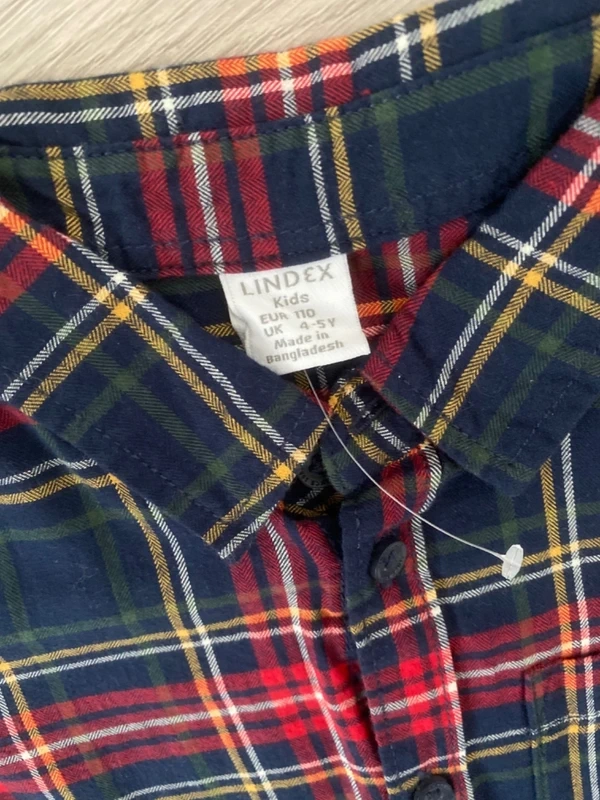 LINDEX
Kids
EUR 110
UK 4-5Y
Made in
Bangladesh